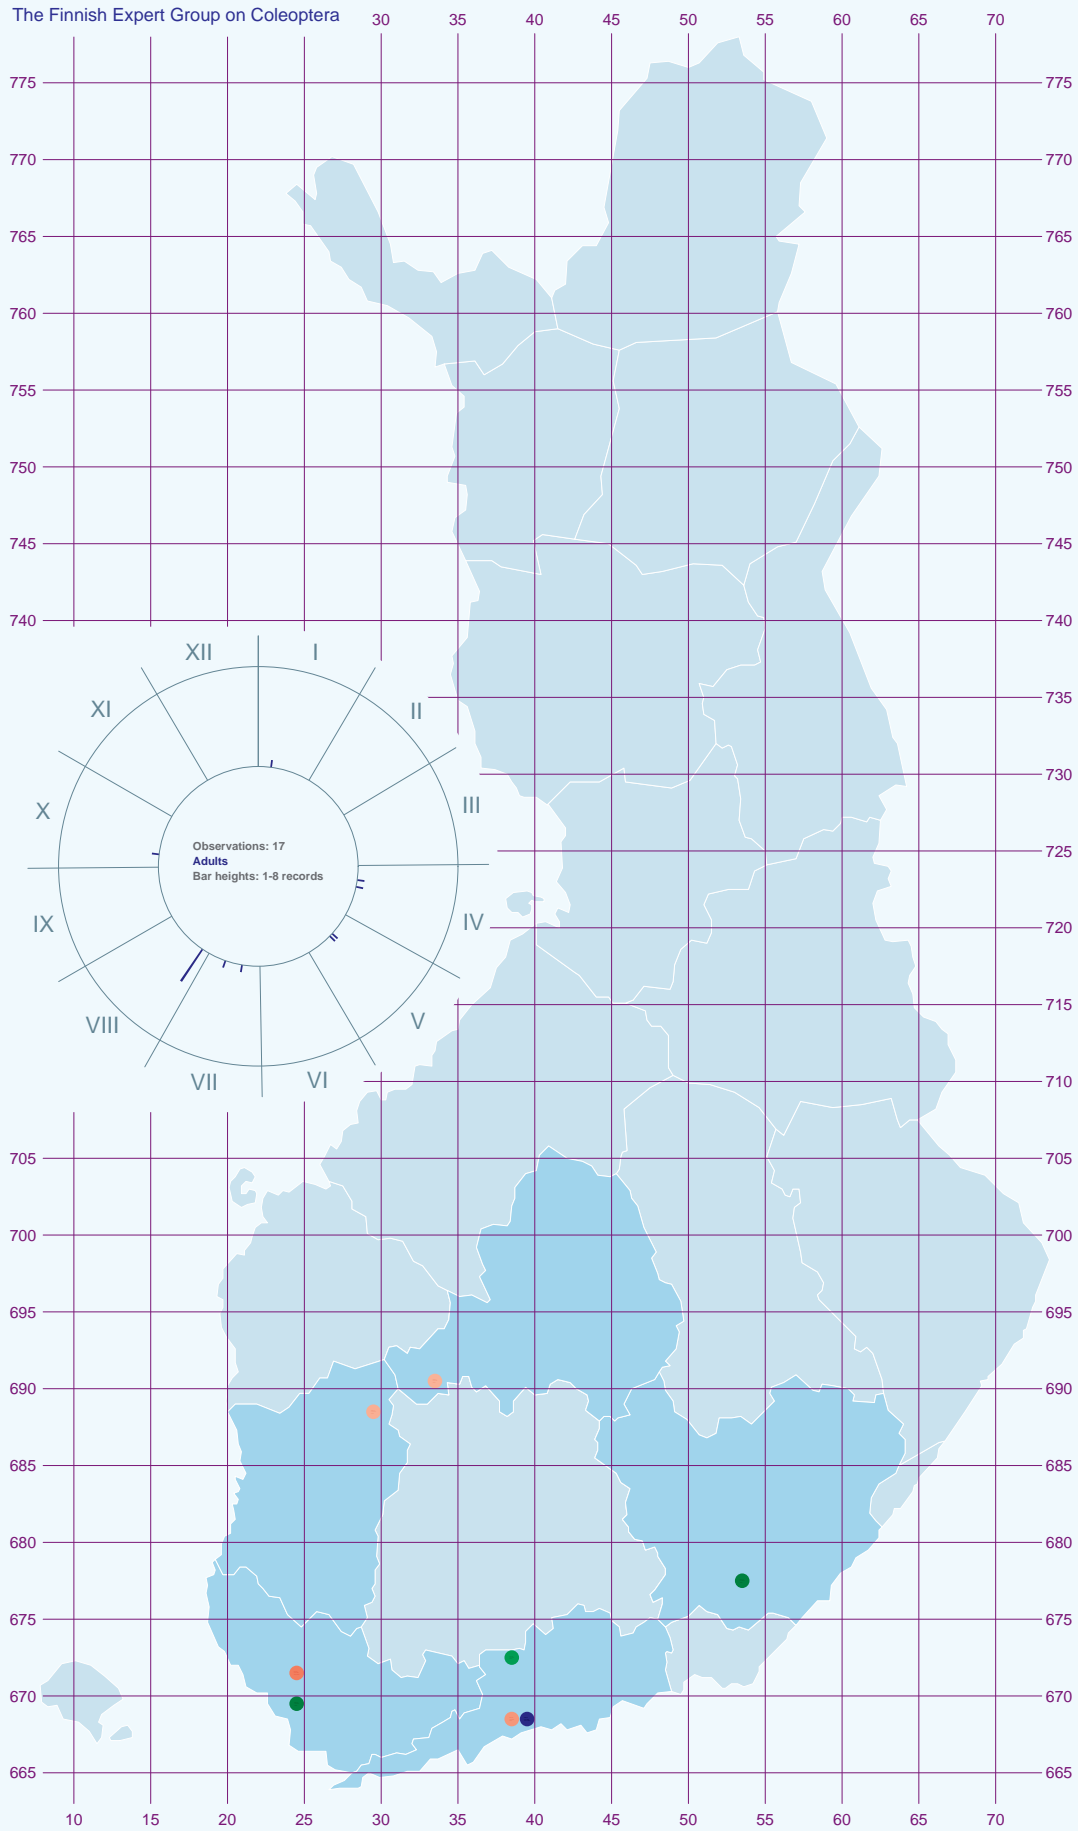 The Finnish Expert Group on Coleoptera
30 35 40 45 50 55 60 65 70
775 775
770 770
765 765
760 760
755 755
750 750
745 745
740 740
XII I
XI II
735
730
X III
725
Observations: 17
Adults
Bar heights: 1-8 records
IX IV
720
715
VIII V
VII VI
710
705 705
700 700
695 695
690 690
685 685
680 680
675 675
670 670
665 665
10 15 20 25 30 35 40 45 50 55 60 65 70